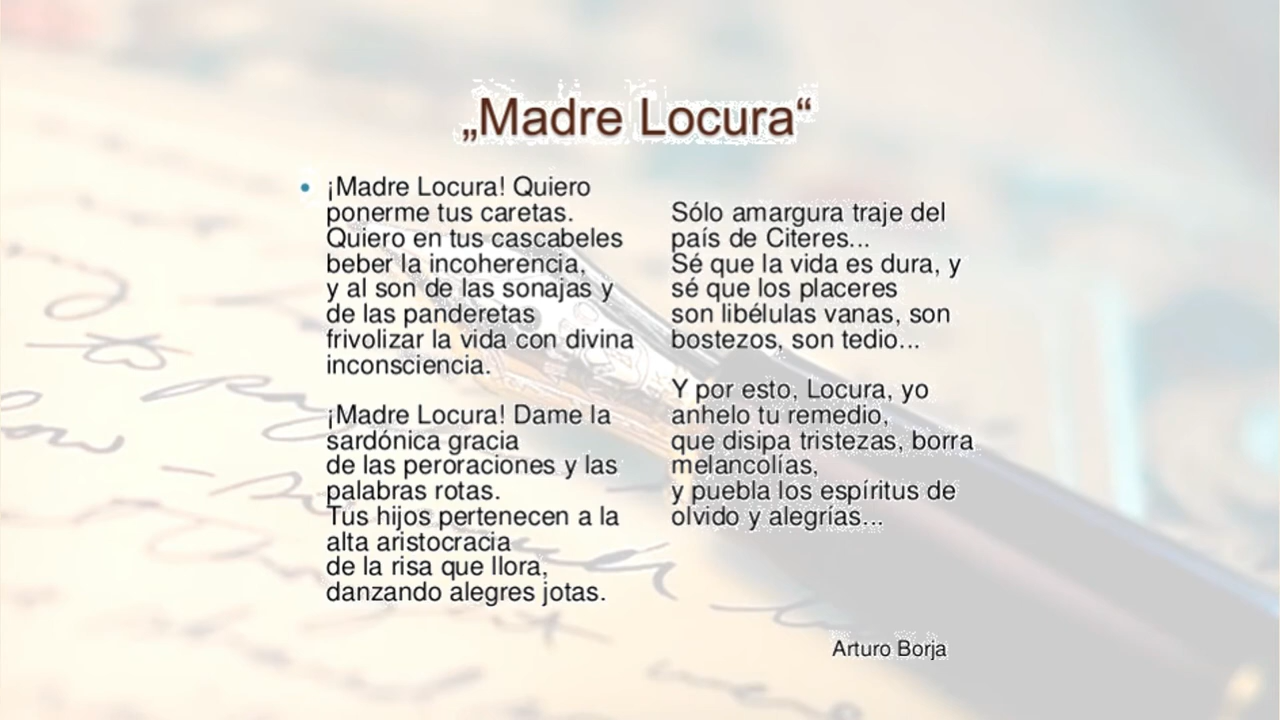 „Madre Locura“
• ¡Madre Locura! Quiero
ponerme tus caretas.
Quiero en tus cascabeles
beber la incoherencia,
y al son de las sonajas y
de las panderetas
frivolizar la vida con divina
inconsciencia.
¡Madre Locura! Dame la
sardónica gracia
de las peroraciones y las
palabras rotas.
Tus hijos pertenecen a la
alta aristocracia
de la risa que llora,
danzando alegres jotas.
Sólo amargura traje del
país de Citeres...
Sé que la vida es dura, y
sé que los placeres
son libélulas vanas, son
bostezos, son tedio...
Y por esto, Locura, yo
anhelo tu remedio,
que disipa tristezas, borra
melancolías,
y puebla los espíritus de
olvido y alegrías...
Arturo Borja